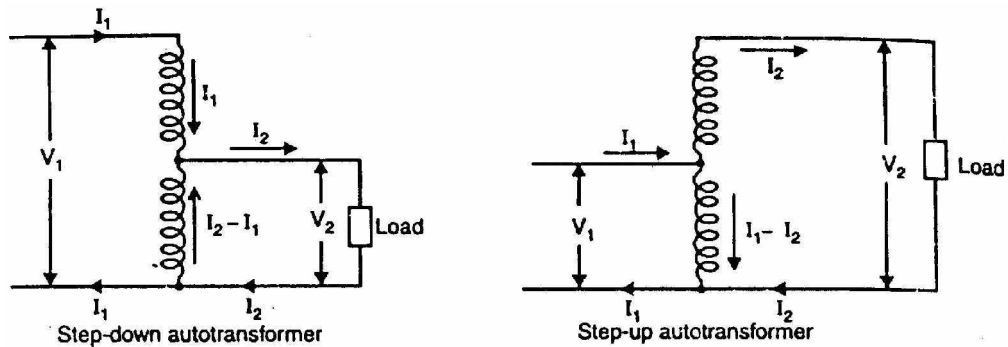 I₁
I₁
V₁
I₂
I₂ – I₁
V₂
Load
I₁
I₂
Step-down autotransformer
I₂
I₁
V₂
Load
V₁
I₁ – I₂
I₁
I₂
Step-up autotransformer